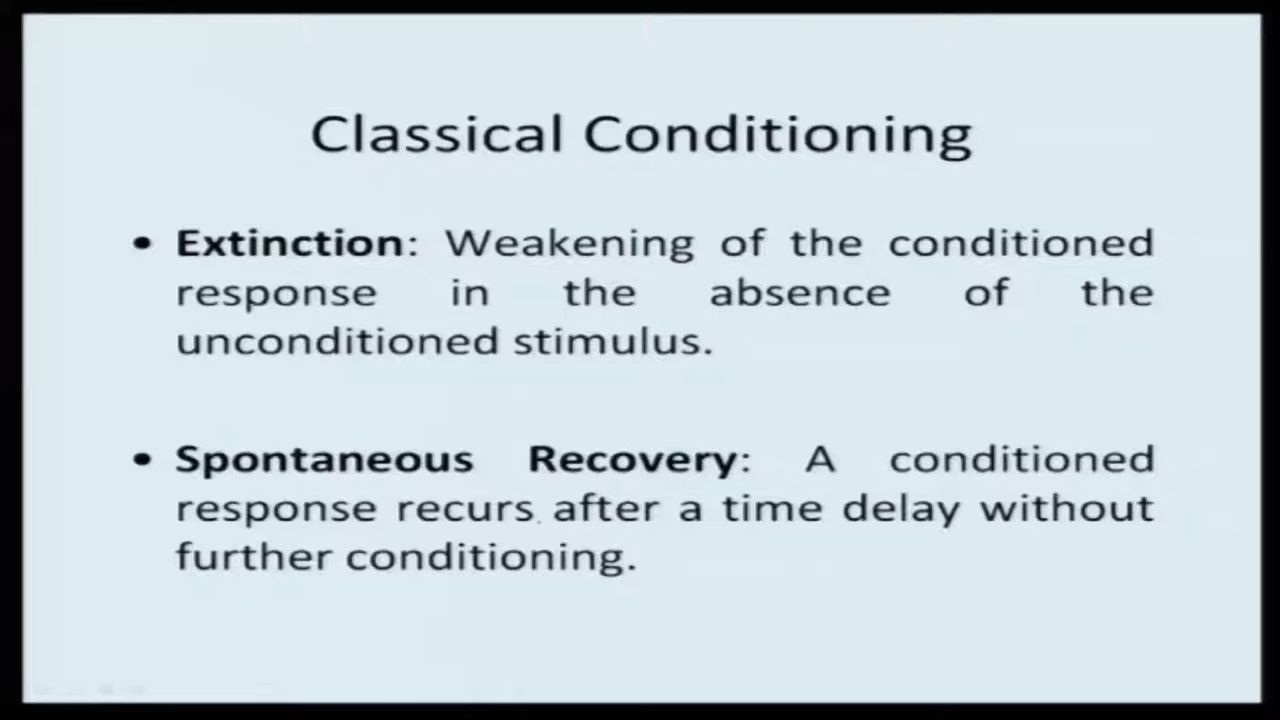 Classical Conditioning
• Extinction: Weakening of the conditioned
response in the absence of the
unconditioned stimulus.
• Spontaneous Recovery: A conditioned
response recurs after a time delay without
further conditioning.